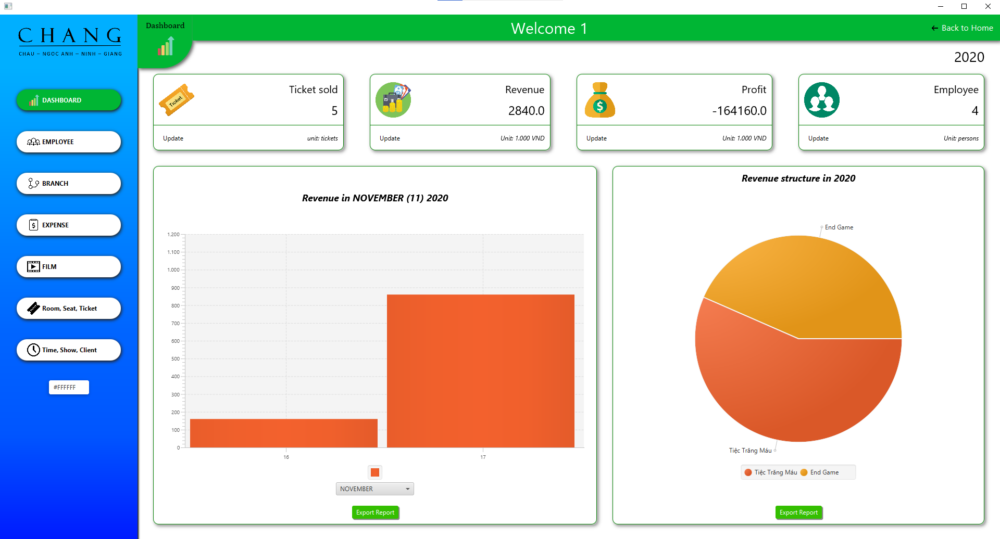 CHANG
CHAU – NGOC ANH – NINH – GIANG
DASHBOARD
EMPLOYEE
BRANCH
EXPENSE
FILM
Room, Seat, Ticket
Time, Show, Client
#FFFFFF
Dashboard
Welcome 1
Back to Home
2020
Ticket
Ticket sold
5
Update
unit: tickets
Revenue
2840.0
Update
Unit: 1.000 VND
$
Profit
-164160.0
Update
Unit: 1.000 VND
Employee
4
Update
Unit: persons
Revenue in NOVEMBER (11) 2020
1.200
1.100
1.000
900
800
700
600
500
400
300
200
100
0
16
17
NOVEMBER
Export Report
Revenue structure in 2020
End Game
Tiệc Trăng Máu
Tiệc Trăng Máu
End Game
Export Report